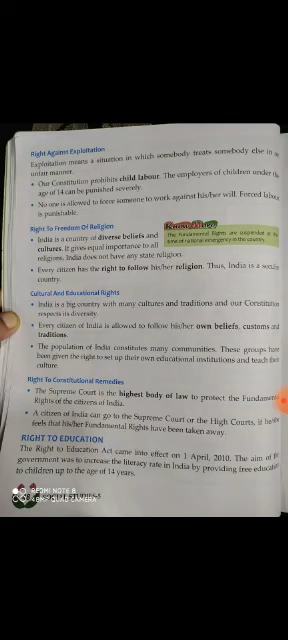 Right Against Exploitation
Exploitation means a situation in which somebody treats somebody else in an
unfair manner.
• Our Constitution prohibits child labour. The employers of children under the
age of 14 can be punished severely.
• No one is allowed to force someone to work against his/her will. Forced labour
is punishable.
Right To Freedom Of Religion
• India is a country of diverse beliefs and
cultures. It gives equal importance to all
religions. India does not have any state religion.
The Fundamental Rights are suspended at the
time of national emergency in the country.
• Every citizen has the right to follow his/her religion. Thus, India is a secular
country.
Cultural And Educational Rights
• India is a big country with many cultures and traditions and our Constitution
respects its diversity.
• Every citizen of India is allowed to follow his/her own beliefs, customs and
traditions.
• The population of India constitutes many communities. These groups have
been given the right to set up their own educational institutions and teach their
culture.
Right To Constitutional Remedies
• The Supreme Court is the highest body of law to protect the Fundamental
Rights of the citizens of India.
• A citizen of India can go to the Supreme Court or the High Courts, if he/she
feels that his/her Fundamental Rights have been taken away.
RIGHT TO EDUCATION
The Right to Education Act came into effect on 1 April, 2010. The aim of the
government was to increase the literacy rate in India by providing free education
to children up to the age of 14 years.
REDMI NOTE 8
48MP QUAD CAMERA